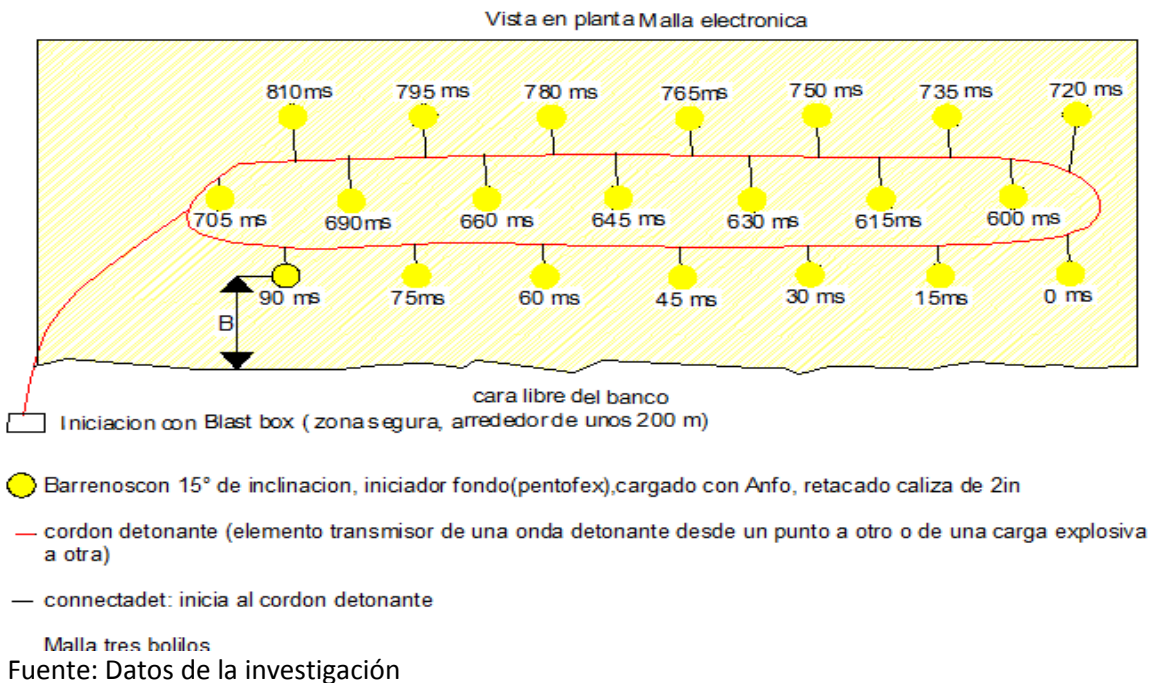 Vista en planta Malla electronica
810ms 795 ms 780 ms 765ms 750 ms 735 ms 720 ms
705 ms 690ms 660 ms 645 ms 630 ms 615ms 600 ms
90 ms 75ms 60 ms 45 ms 30 ms 15ms 0 ms
B
cara libre del banco
Iniciacion con Blast box ( zona segura, arrededor de unos 200 m)
Barrenoscon 15° de inclinacion, iniciador fondo(pentofex),cargado con Anfo, retacado caliza de 2in
cordon detonante (elemento transmisor de una onda detonante desde un punto a otro o de una carga explosiva
a otra)
connectadet: inicia al cordon detonante
Malla tres bolilos
Fuente: Datos de la investigación